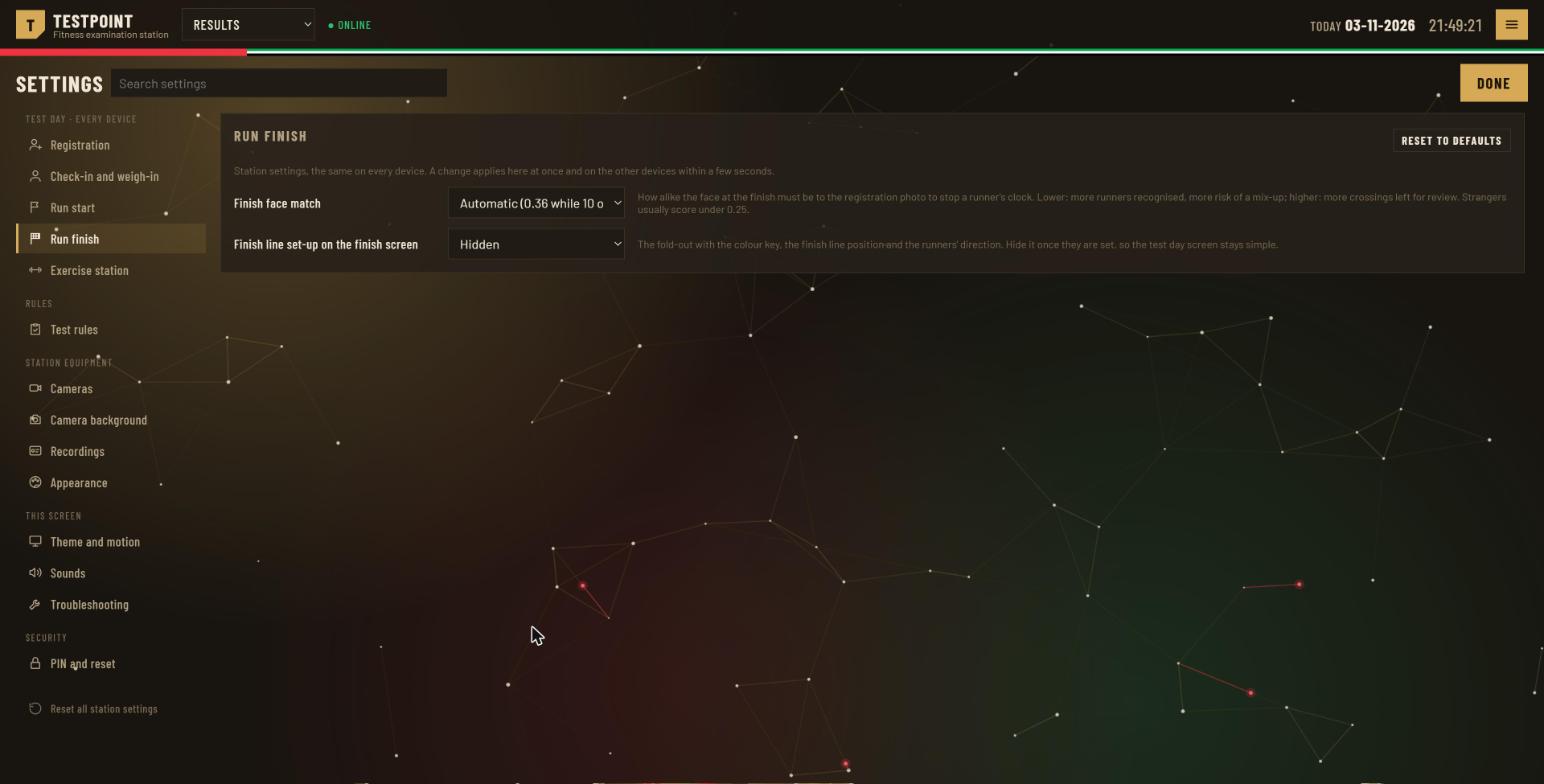 T
TESTPOINT
Fitness examination station
RESULTS
ONLINE
TODAY 03-11-2026 21:49:21
SETTINGS
Search settings
DONE
TEST DAY - EVERY DEVICE
Registration
Check-in and weigh-in
Run start
Run finish
Exercise station
RULES
Test rules
STATION EQUIPMENT
Cameras
Camera background
Recordings
Appearance
THIS SCREEN
Theme and motion
Sounds
Troubleshooting
SECURITY
PIN and reset
Reset all station settings
RUN FINISH
RESET TO DEFAULTS
Station settings, the same on every device. A change applies here at once and on the other devices within a few seconds.
Finish face match
Automatic (0.36 while 10 o
How alike the face at the finish must be to the registration photo to stop a runner's clock. Lower: more runners recognised, more risk of a mix-up; higher: more crossings left for review. Strangers
usually score under 0.25.
Finish line set-up on the finish screen
Hidden
The fold-out with the colour key, the finish line position and the runners' direction. Hide it once they are set, so the test day screen stays simple.